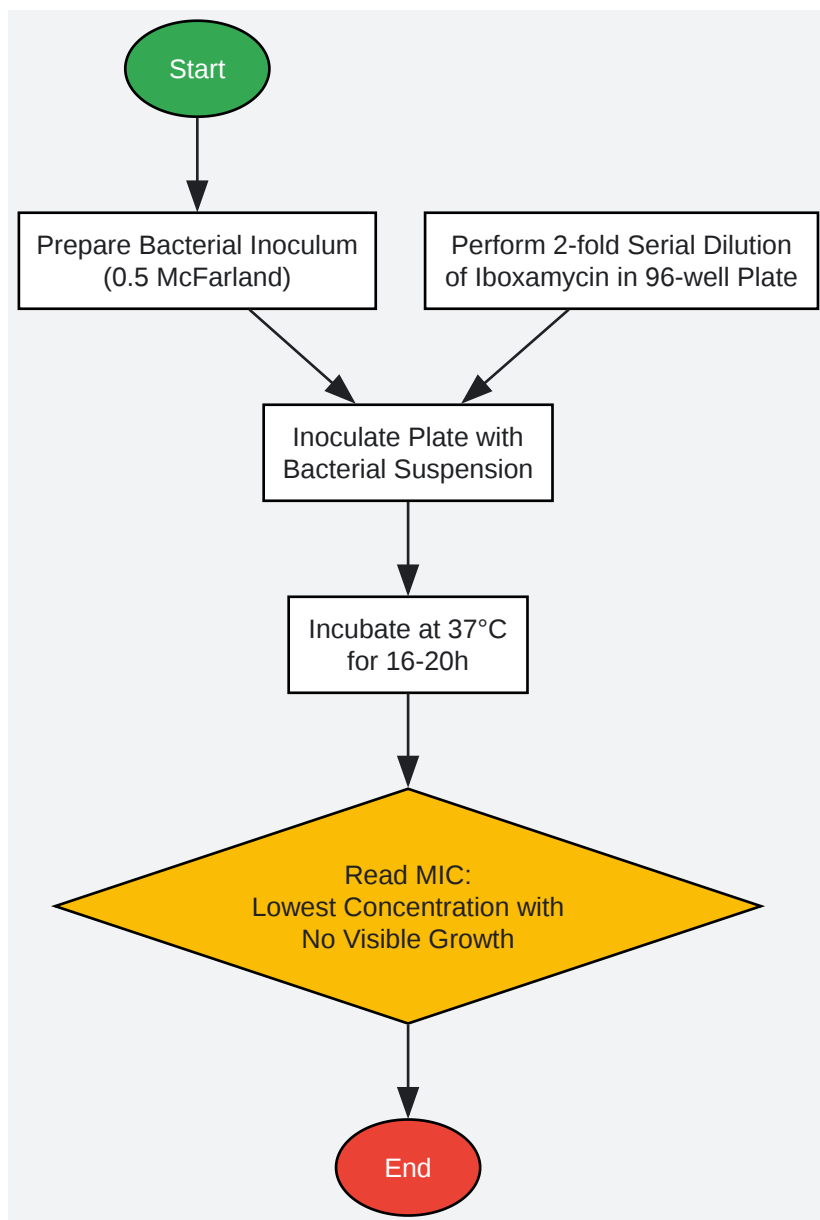 Start
Prepare Bacterial Inoculum
(0.5 McFarland)
Perform 2-fold Serial Dilution
of Iboxamycin in 96-well Plate
Inoculate Plate with
Bacterial Suspension
Incubate at 37°C
for 16-20h
Read MIC:
Lowest Concentration with
No Visible Growth
End